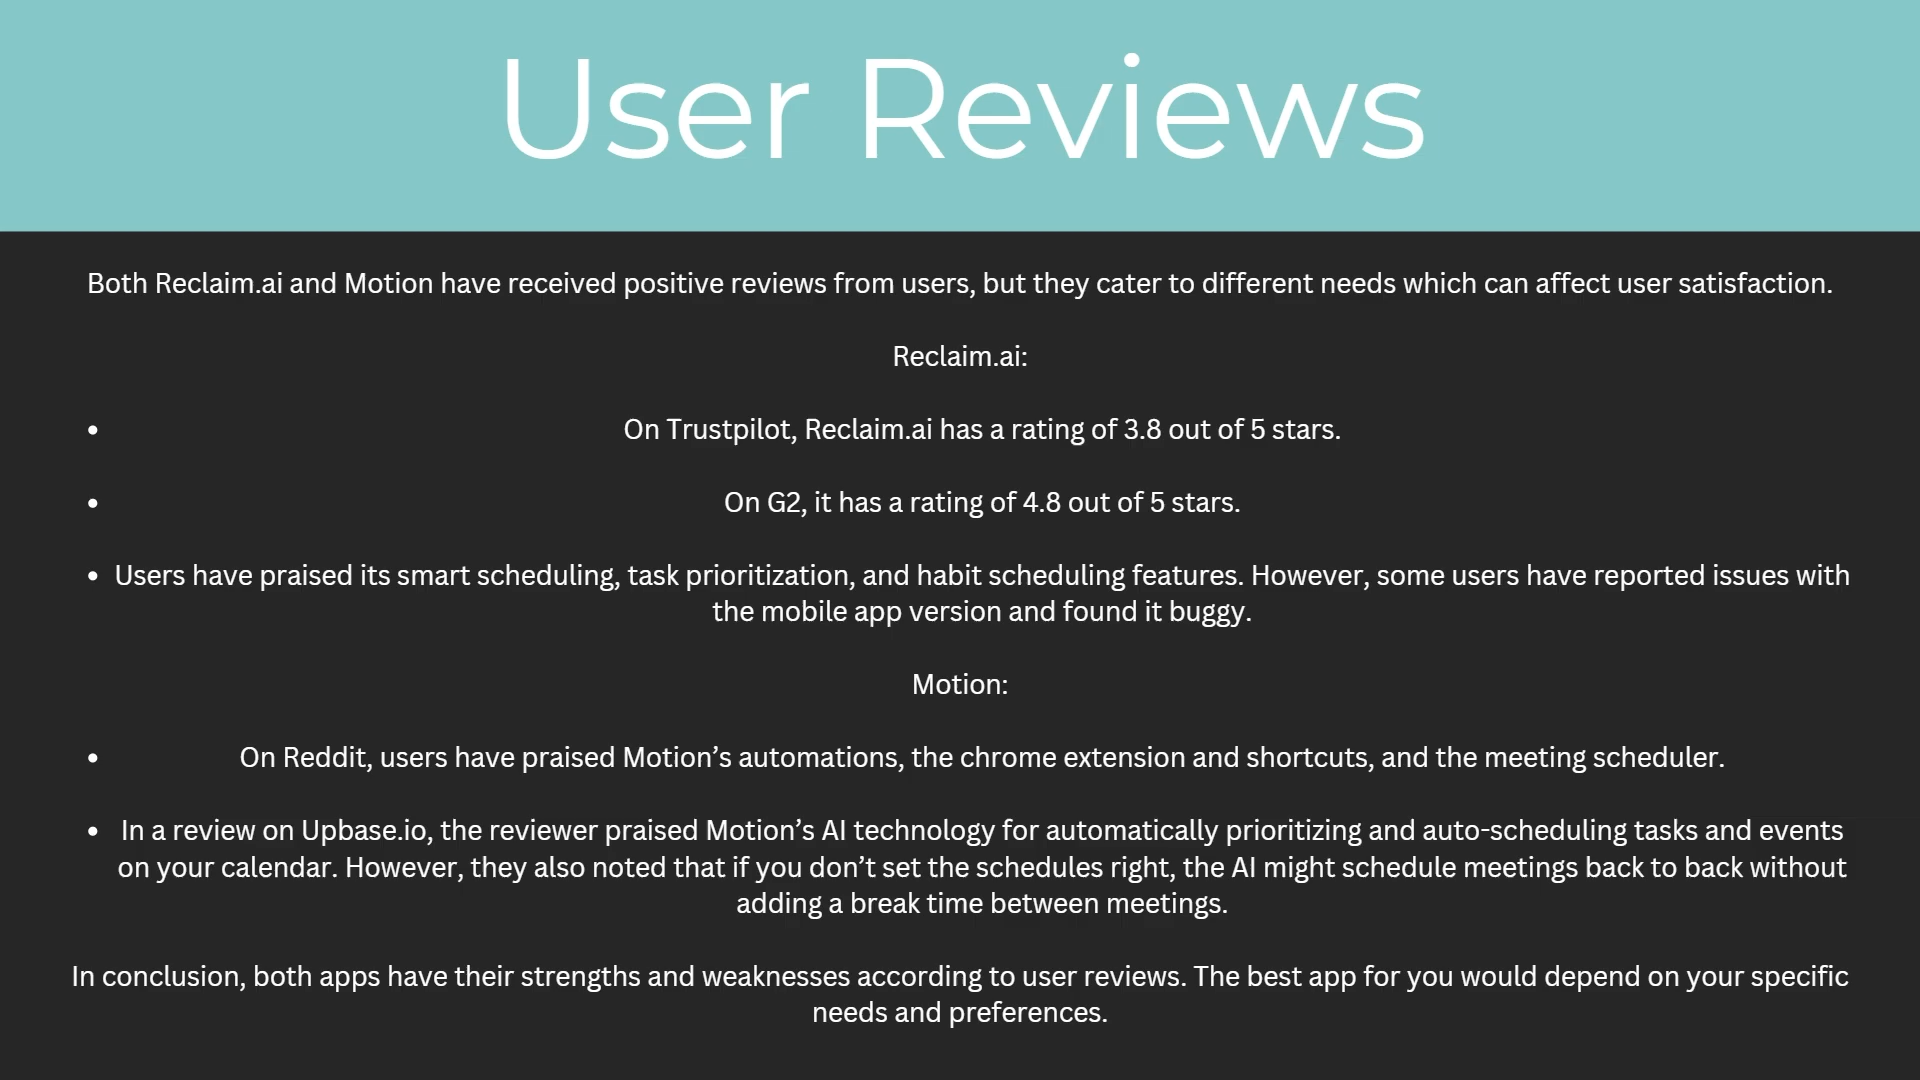 User Reviews
Both Reclaim.ai and Motion have received positive reviews from users, but they cater to different needs which can affect user satisfaction.
Reclaim.ai:
• On Trustpilot, Reclaim.ai has a rating of 3.8 out of 5 stars.
• On G2, it has a rating of 4.8 out of 5 stars.
• Users have praised its smart scheduling, task prioritization, and habit scheduling features. However, some users have reported issues with
the mobile app version and found it buggy.
Motion:
• On Reddit, users have praised Motion’s automations, the chrome extension and shortcuts, and the meeting scheduler.
• In a review on Upbase.io, the reviewer praised Motion’s AI technology for automatically prioritizing and auto-scheduling tasks and events
on your calendar. However, they also noted that if you don’t set the schedules right, the AI might schedule meetings back to back without
adding a break time between meetings.
In conclusion, both apps have their strengths and weaknesses according to user reviews. The best app for you would depend on your specific
needs and preferences.